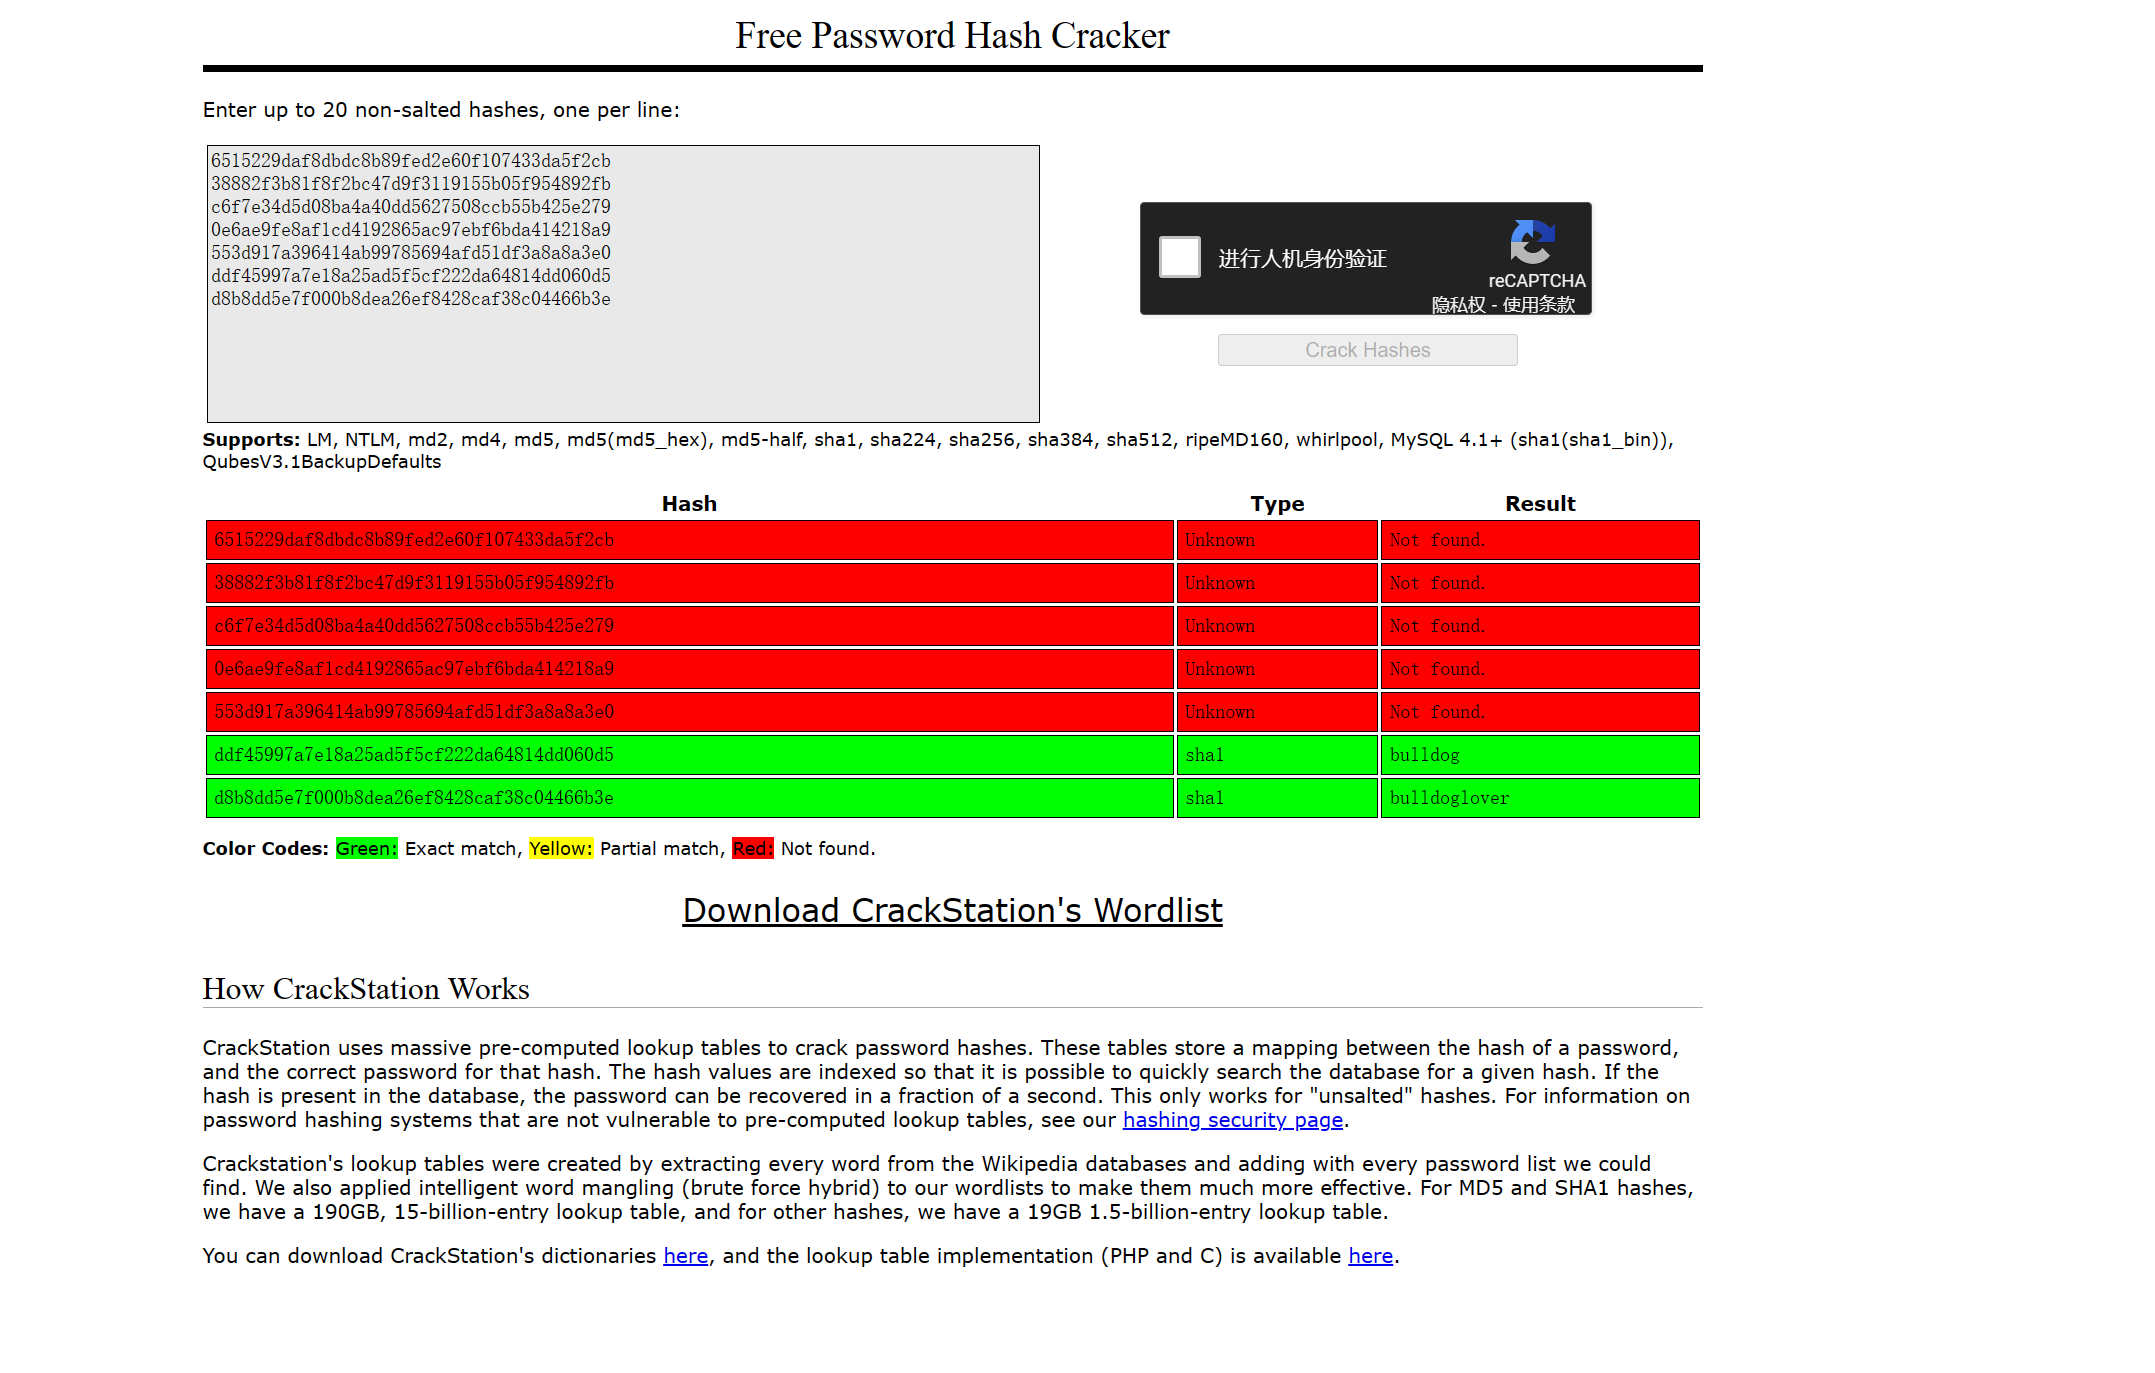 Free Password Hash Cracker
Enter up to 20 non-salted hashes, one per line:
6515229daf8dbdc8b89fed2e60f107433da5f2cb
38882f3b81f8f2bc47d9f3119155b05f954892fb
c6f7e34d5d08ba4a40dd5627508ccb55b425e279
0e6ae9fe8af1cd4192865ac97ebf6bda414218a9
553d917a396414ab99785694afd51df3a8a8a3e0
ddf45997a7e18a25ad5f5cf222da64814dd060d5
d8b8dd5e7f000b8dea26ef8428caf38c04466b3e
进行人机身份验证
reCAPTCHA
隐私权 - 使用条款
Crack Hashes
Supports: LM, NTLM, md2, md4, md5, md5(md5_hex), md5-half, sha1, sha224, sha256, sha384, sha512, ripeMD160, whirlpool, MySQL 4.1+ (sha1(sha1_bin)),
QubesV3.1BackupDefaults
Hash Type Result
6515229daf8dbdc8b89fed2e60f107433da5f2cb Unknown Not found.
38882f3b81f8f2bc47d9f3119155b05f954892fb Unknown Not found.
c6f7e34d5d08ba4a40dd5627508ccb55b425e279 Unknown Not found.
0e6ae9fe8af1cd4192865ac97ebf6bda414218a9 Unknown Not found.
553d917a396414ab99785694afd51df3a8a8a3e0 Unknown Not found.
ddf45997a7e18a25ad5f5cf222da64814dd060d5 sha1 bulldog
d8b8dd5e7f000b8dea26ef8428caf38c04466b3e sha1 bulldoglover
Color Codes: Green: Exact match, Yellow: Partial match, Red: Not found.
Download CrackStation's Wordlist
How CrackStation Works
CrackStation uses massive pre-computed lookup tables to crack password hashes. These tables store a mapping between the hash of a password,
and the correct password for that hash. The hash values are indexed so that it is possible to quickly search the database for a given hash. If the
hash is present in the database, the password can be recovered in a fraction of a second. This only works for "unsalted" hashes. For information on
password hashing systems that are not vulnerable to pre-computed lookup tables, see our hashing security page.
Crackstation's lookup tables were created by extracting every word from the Wikipedia databases and adding with every password list we could
find. We also applied intelligent word mangling (brute force hybrid) to our wordlists to make them much more effective. For MD5 and SHA1 hashes,
we have a 190GB, 15-billion-entry lookup table, and for other hashes, we have a 19GB 1.5-billion-entry lookup table.
You can download CrackStation's dictionaries here, and the lookup table implementation (PHP and C) is available here.